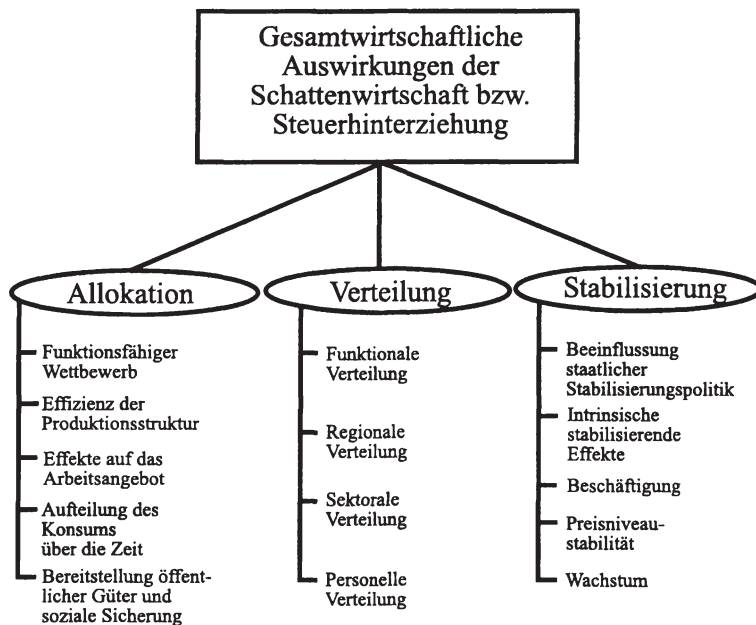 Gesamtwirtschaftliche
Auswirkungen der
Schattenwirtschaft bzw.
Steuerhinterziehung
Allokation
Funktionsfähiger
Wettbewerb
Effizienz der
Produktionsstruktur
Effekte auf das
Arbeitsangebot
Aufteilung des
Konsums
über die Zeit
Bereitstellung öffent-
licher Güter und
soziale Sicherung
Verteilung
Funktionale
Verteilung
Regionale
Verteilung
Sektorale
Verteilung
Personelle
Verteilung
Stabilisierung
Beeinflussung
staatlicher
Stabilisierungspolitik
Intrinsische
stabilisierende
Effekte
Beschäftigung
Preisniveau-
stabilität
Wachstum